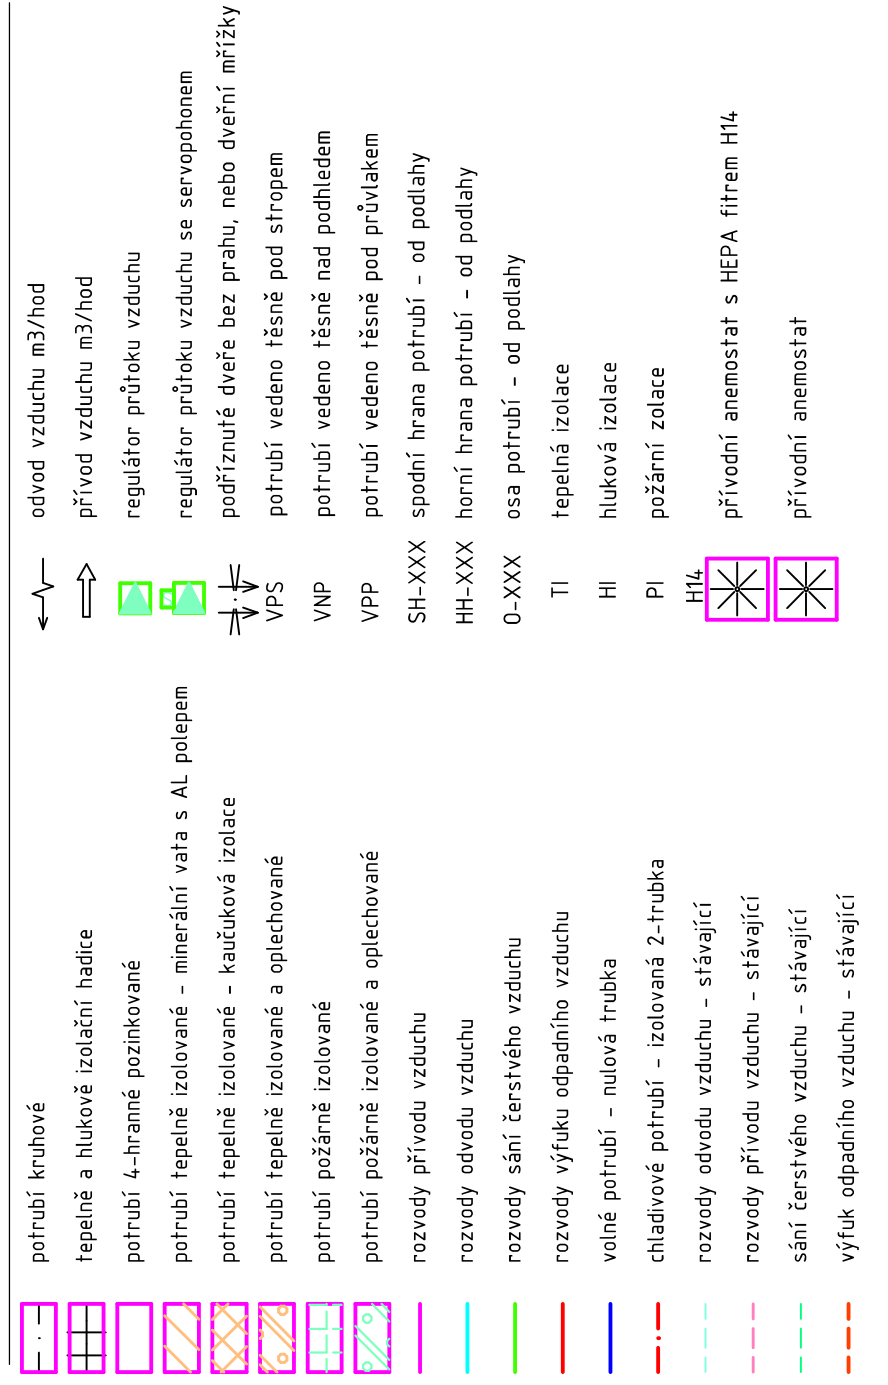 potrubí kruhové
tepelně a hlukově izolační hadice
potrubí 4-hranné pozinkované
potrubí tepelně izolované - minerální vata s AL polepem
potrubí tepelně izolované - kaučuková izolace
potrubí tepelně izolované a oplechované
potrubí požárně izolované
potrubí požárně izolované a oplechované
rozvody přívodu vzduchu
rozvody odvodu vzduchu
rozvody sání čerstvého vzduchu
rozvody výfuku odpadního vzduchu
volné potrubí - nulová trubka
chladivové potrubí - izolovaná 2-trubka
rozvody odvodu vzduchu - stávající
rozvody přívodu vzduchu - stávající
sání čerstvého vzduchu - stávající
výfuk odpadního vzduchu - stávající
odvod vzduchu m3/hod
přívod vzduchu m3/hod
regulátor průtoku vzduchu
regulátor průtoku vzduchu se servopohonem
podříznuté dveře bez prahu, nebo dveřní mřížky
VPS potrubí vedeno těsně pod stropem
VNP potrubí vedeno těsně nad podhledem
VPP potrubí vedeno těsně pod průvlakem
SH-XXX spodní hrana potrubí - od podlahy
HH-XXX horní hrana potrubí - od podlahy
O-XXX osa potrubí - od podlahy
TI tepelná izolace
HI hluková izolace
PI požární zolace
H14 přívodní anemostat s HEPA fitrem H14
přívodní anemostat